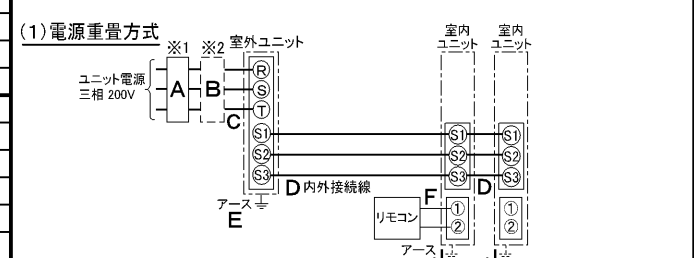 (1)電源重畳方式
※1 ※2
室外ユニット
室内
ユニット
室内
ユニット
ユニット電源
三相 200V
A
B
C
R
S
T
S1
S2
S3
S1
S2
S3
S1
S2
S3
D 内外接続線
D
アース
E
F
リモコン
①
②
①
②
アース